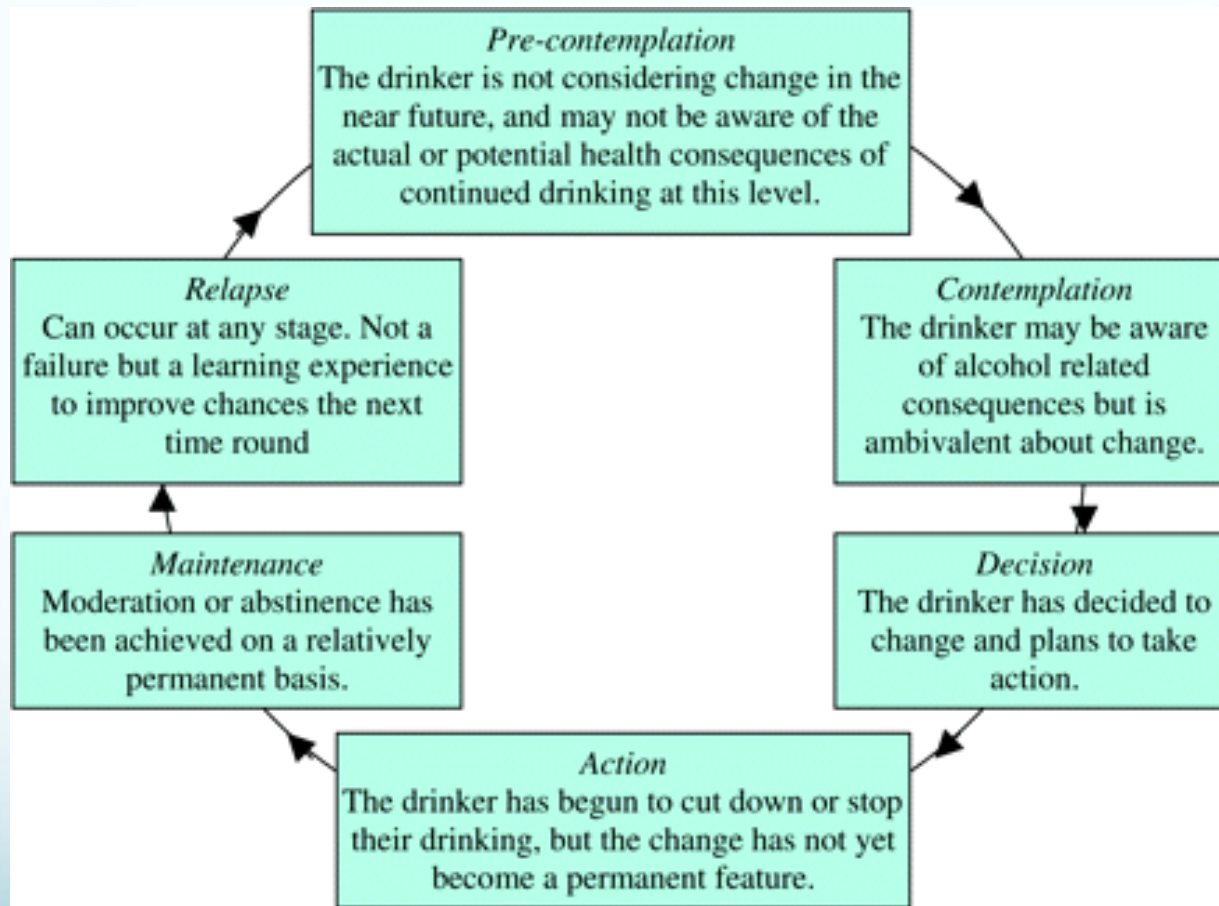 Pre-contemplation
The drinker is not considering change in the
near future, and may not be aware of the
actual or potential health consequences of
continued drinking at this level.
Contemplation
The drinker may be aware
of alcohol related
consequences but is
ambivalent about change.
Decision
The drinker has decided to
change and plans to take
action.
Action
The drinker has begun to cut down or stop
their drinking, but the change has not yet
become a permanent feature.
Maintenance
Moderation or abstinence has
been achieved on a relatively
permanent basis.
Relapse
Can occur at any stage. Not a
failure but a learning experience
to improve chances the next
time round